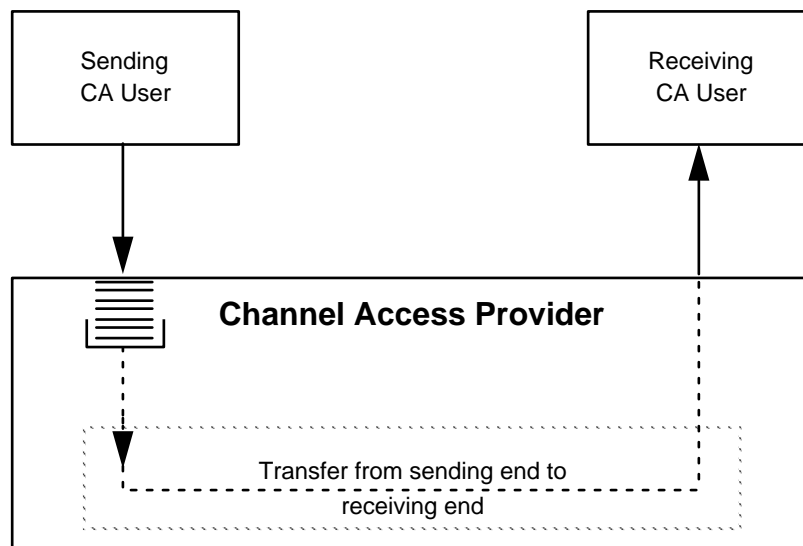 Sending
CA User
Receiving
CA User
Channel Access Provider
Transfer from sending end to
receiving end